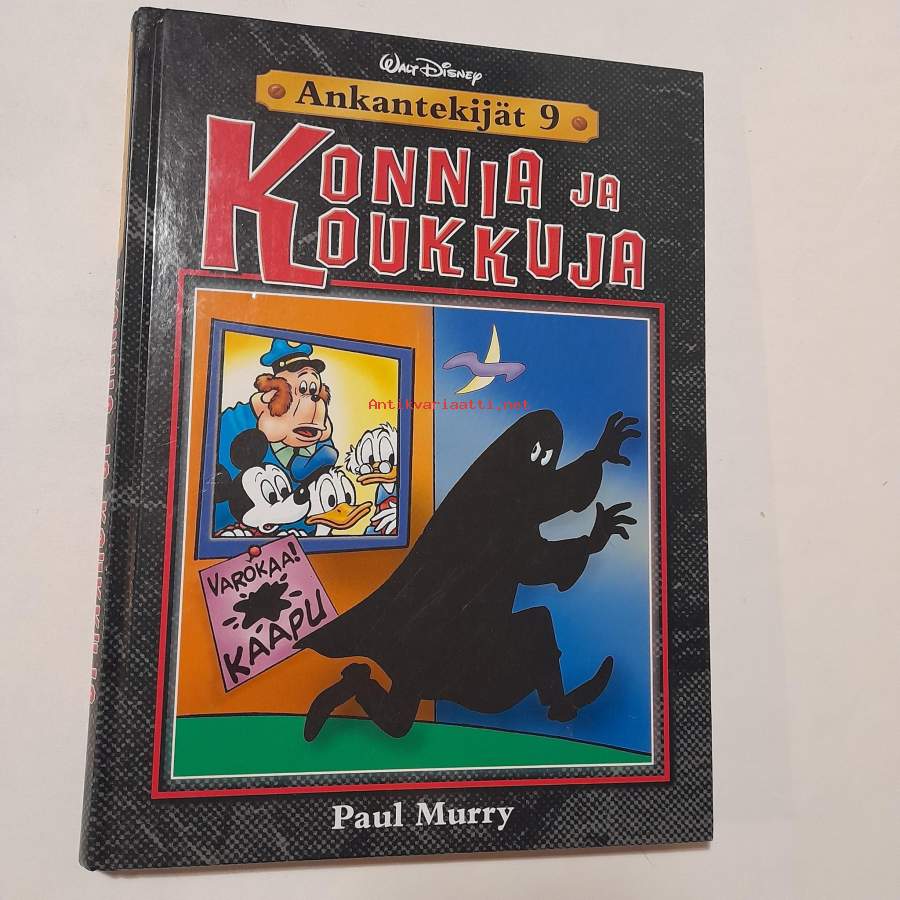 WALT DISNEY
Ankantekijät 9
KONNIA JA
KOUKKUJA
Antikvariaatti.net
VAROKAA!
KAAPU
Paul Murry